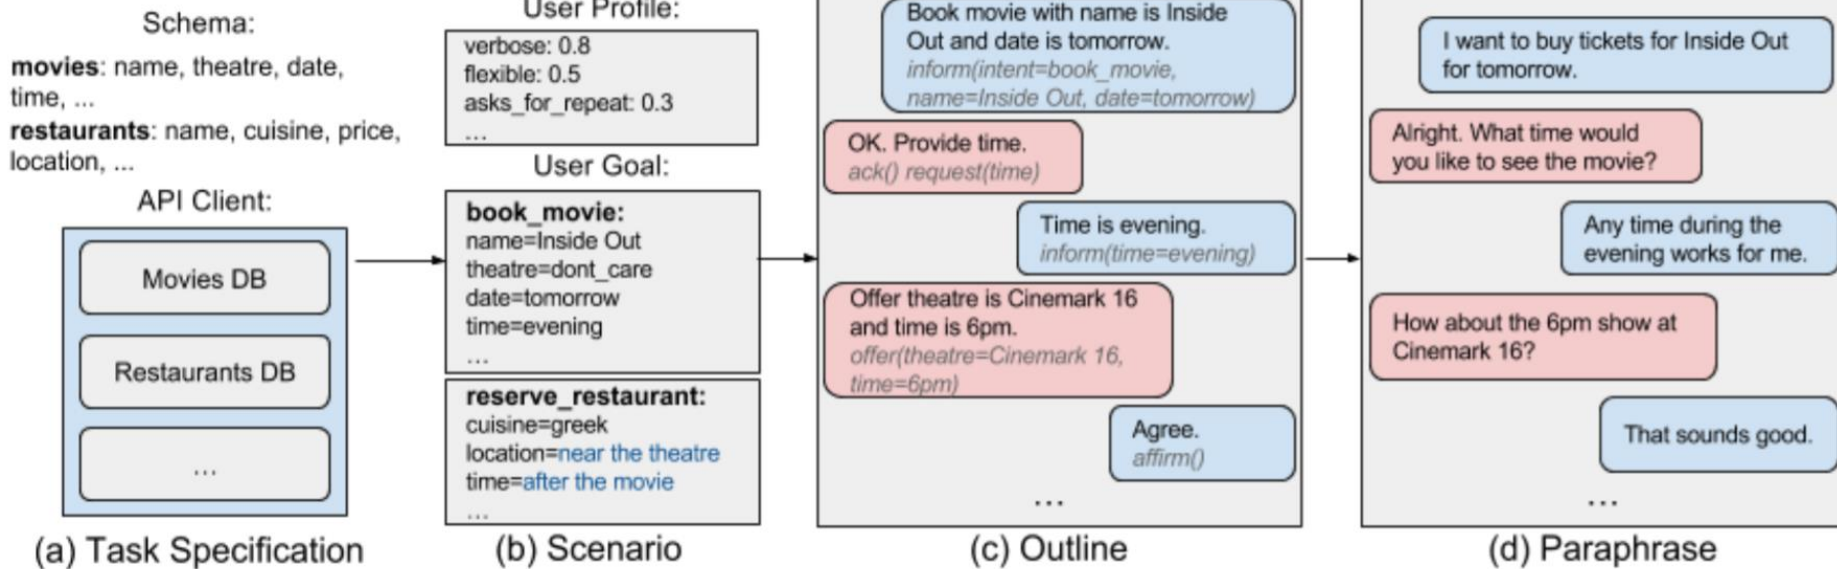 Schema:
movies: name, theatre, date,
time, ...
restaurants: name, cuisine, price,
location, ...
API Client:
Movies DB
Restaurants DB
...
(a) Task Specification
User Profile:
verbose: 0.8
flexible: 0.5
asks_for_repeat: 0.3
...
User Goal:
book_movie:
name=Inside Out
theatre=dont_care
date=tomorrow
time=evening
...
reserve_restaurant:
cuisine=greek
location=near the theatre
time=after the movie
...
(b) Scenario
Book movie with name is Inside
Out and date is tomorrow.
inform(intent=book_movie,
name=Inside Out, date=tomorrow)
OK. Provide time.
ack() request(time)
Time is evening.
inform(time=evening)
Offer theatre is Cinemark 16
and time is 6pm.
offer(theatre=Cinemark 16,
time=6pm)
Agree.
affirm()
...
(c) Outline
I want to buy tickets for Inside Out
for tomorrow.
Alright. What time would
you like to see the movie?
Any time during the
evening works for me.
How about the 6pm show at
Cinemark 16?
That sounds good.
...
(d) Paraphrase